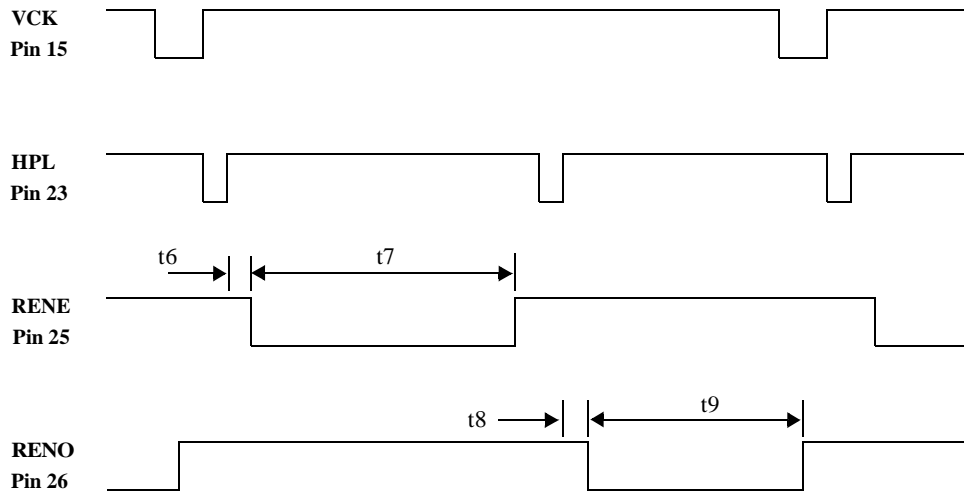 VCK
Pin 15
HPL
Pin 23
t6
t7
RENE
Pin 25
t8
t9
RENO
Pin 26